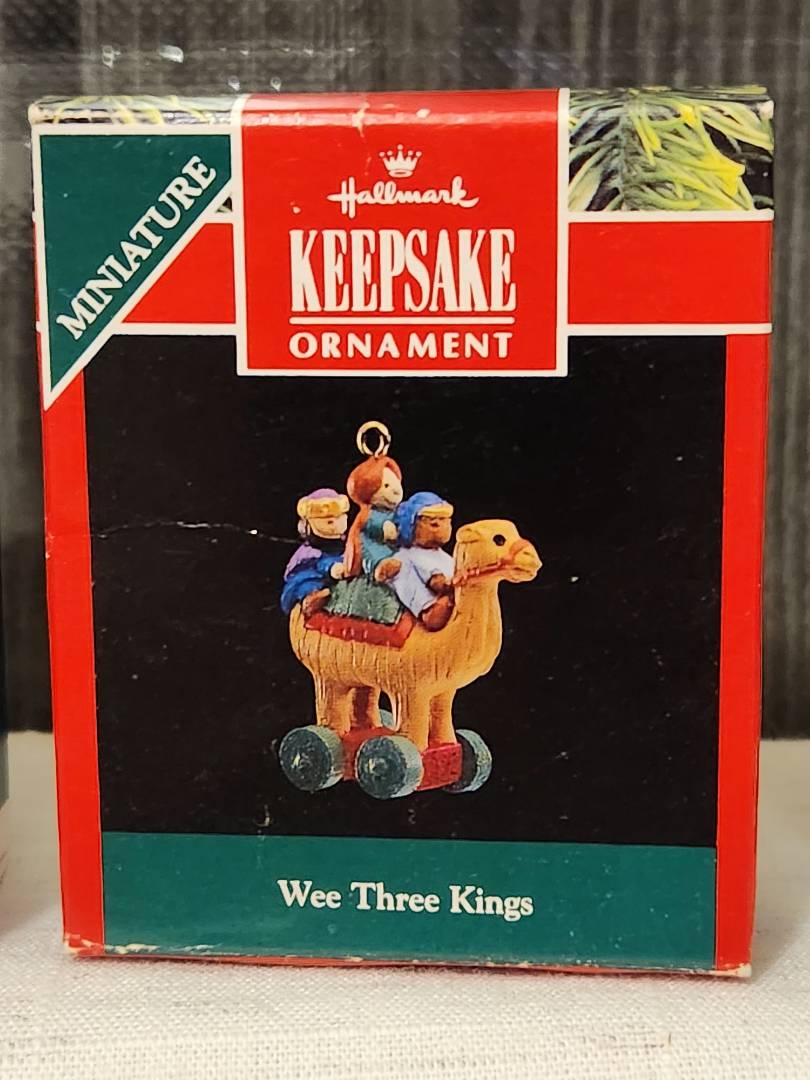 MINIATURE
Hallmark
KEEPSAKE
ORNAMENT
Wee Three Kings